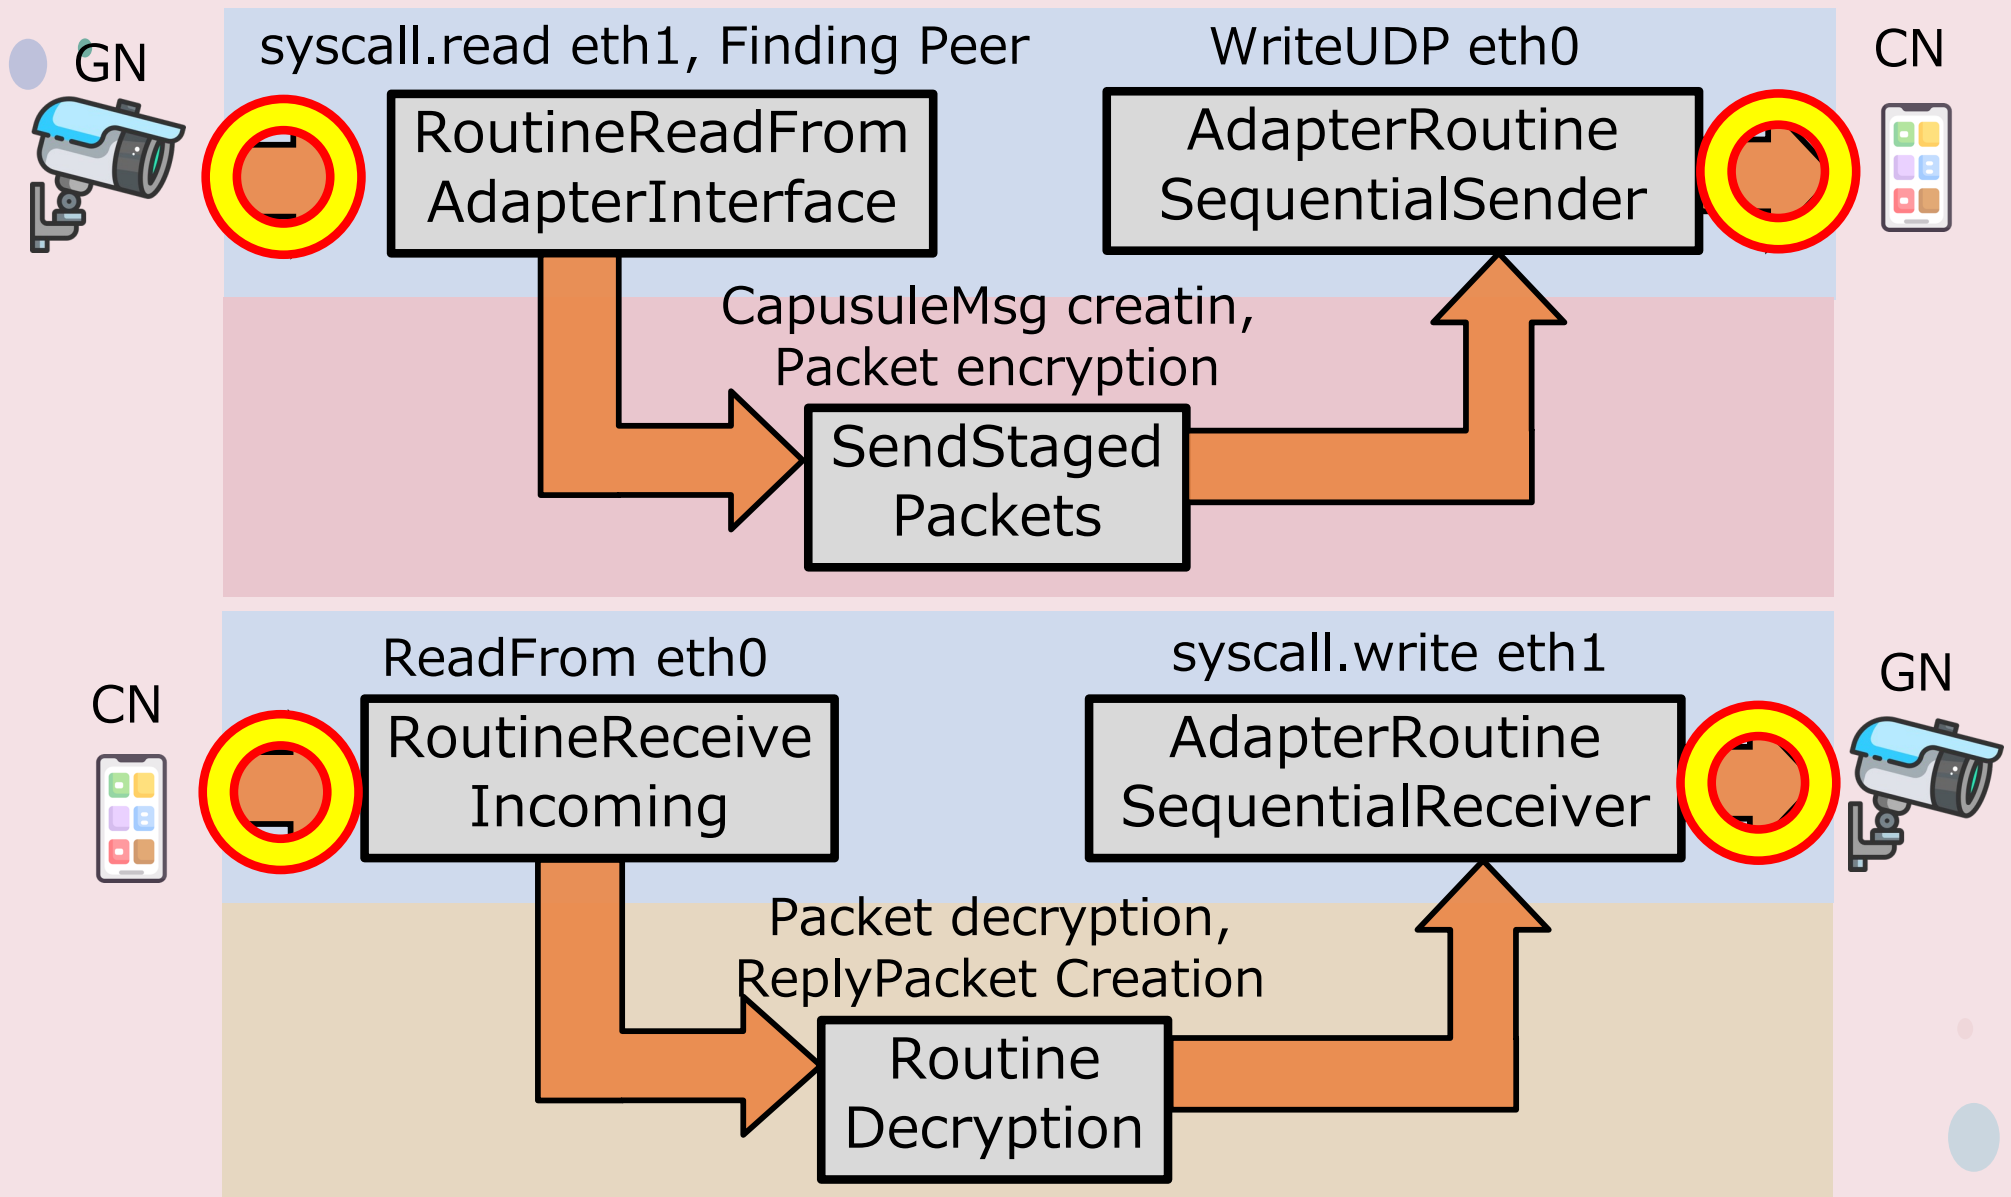 GN
syscall.read eth1, Finding Peer
WriteUDP eth0
CN
RoutineReadFrom
AdapterInterface
AdapterRoutine
SequentialSender
CapusuleMsg creatin,
Packet encryption
SendStaged
Packets
ReadFrom eth0
syscall.write eth1
GN
CN
RoutineReceive
Incoming
AdapterRoutine
SequentialReceiver
Packet decryption,
ReplyPacket Creation
Routine
Decryption